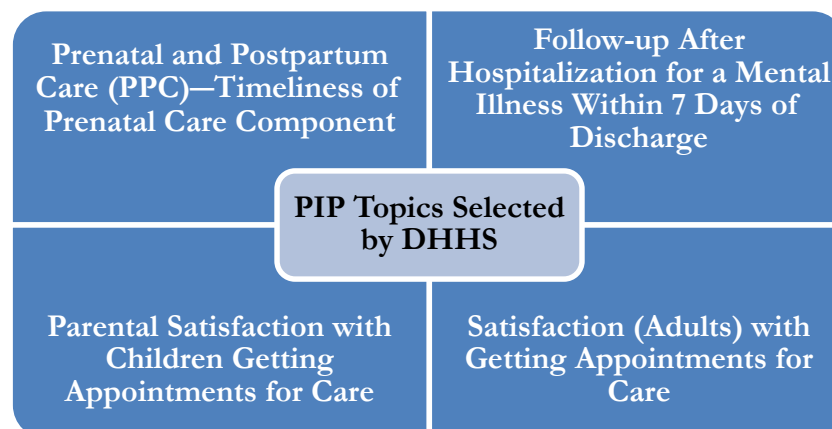 Prenatal and Postpartum
Care (PPC)—Timeliness of
Prenatal Care Component
Follow-up After
Hospitalization for a Mental
Illness Within 7 Days of
Discharge
PIP Topics Selected
by DHHS
Parental Satisfaction with
Children Getting
Appointments for Care
Satisfaction (Adults) with
Getting Appointments for
Care